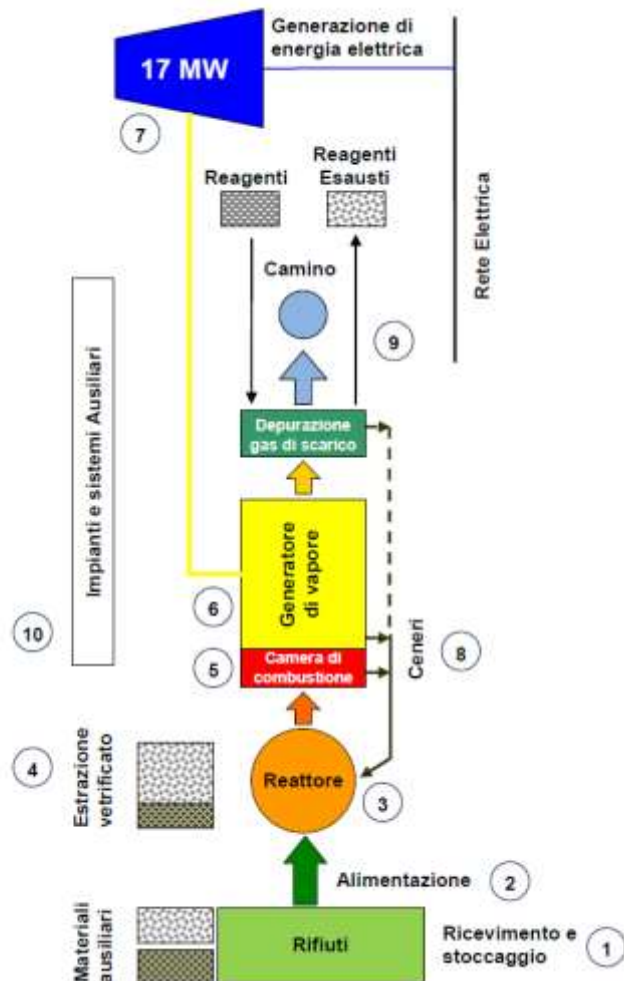 Generazione di
energia elettrica
17 MW
7
Reagenti
Reagenti
Esausti
Rete Elettrica
Camino
9
Depurazione
gas di scarico
Impianti e sistemi Ausiliari
10
Generatore
di vapore
6
Ceneri
8
5
Camera di
combustione
4
Estrazione
vetrificato
Reattore
3
Alimentazione
2
Materiali
ausiliari
Rifiuti
Ricevimento e
stoccaggio
1